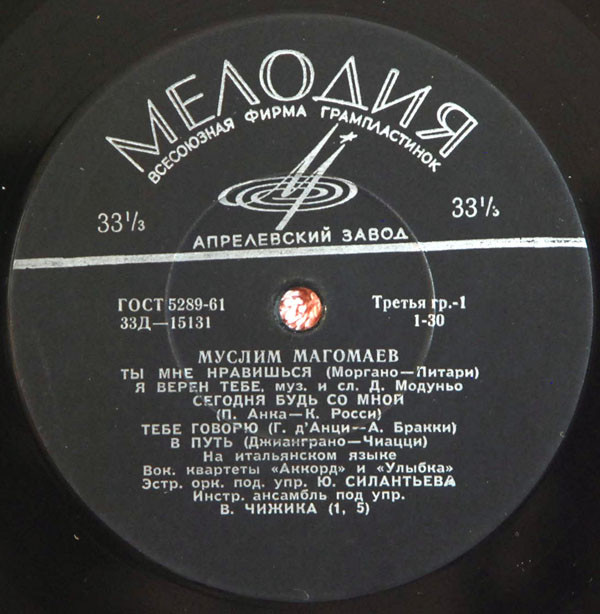 МЕЛОДИЯ
ВСЕСОЮЗНАЯ ФИРМА ГРАМПЛАСТИНОК
33⅓
33⅓
АПРЕЛЕВСКИЙ ЗАВОД
ГОСТ 5289-61
Третья гр.-1
33Д—15131
1-30
МУСЛИМ МАГОМАЕВ
ТЫ МНЕ НРАВИШЬСЯ (Моргано—Питари)
Я ВЕРЕН ТЕБЕ, муз. и сл. Д. Модуньо
СЕГОДНЯ БУДЬ СО МНОЙ
(П. Анка—К. Росси)
ТЕБЕ ГОВОРЮ (Г. д'Анци—А. Бракки)
В ПУТЬ (Джианграно—Чиацци)
На итальянском языке
Вок. квартеты «Аккорд» и «Улыбка»
Эстр. орк. под. упр. Ю. СИЛАНТЬЕВА
Инстр. ансамбль под упр.
В. ЧИЖИКА (1, 5)